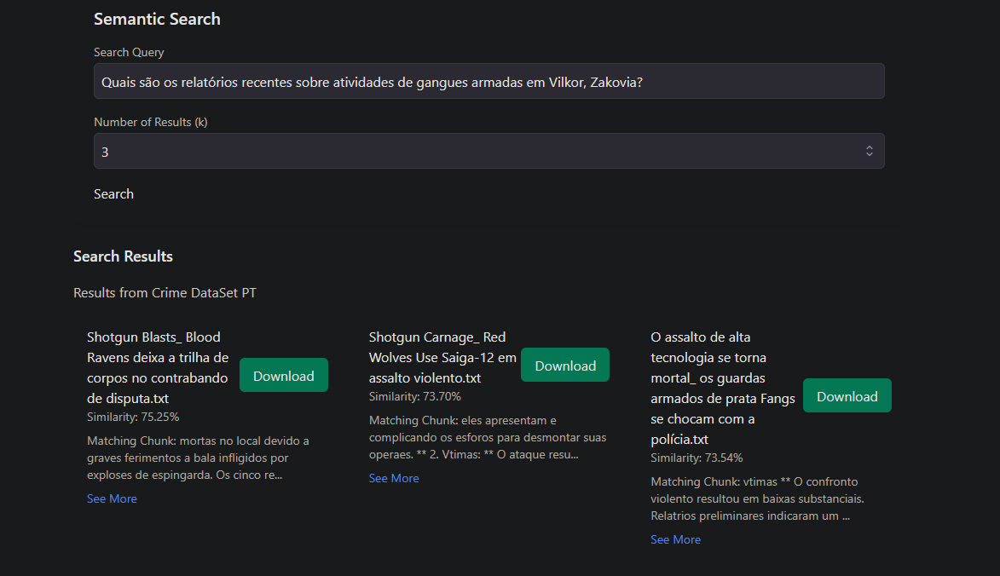 Semantic Search
Search Query
Quais são os relatórios recentes sobre atividades de gangues armadas em Vilkor, Zakovia?
Number of Results (k)
3
Search
Search Results
Results from Crime DataSet PT
Shotgun Blasts_ Blood
Ravens deixa a trilha de
corpos no contrabando
de disputa.txt
Download
Similarity: 75.25%
Matching Chunk: mortas no local devido a
graves ferimentos a bala infligidos por
exploses de espingarda. Os cinco re...
See More
Shotgun Carnage_ Red
Wolves Use Saiga-12 em
assalto violento.txt
Download
Similarity: 73.70%
Matching Chunk: eles apresentam e
complicando os esforos para desmontar suas
operaes. ** 2. Vtimas: ** O ataque resu...
See More
O assalto de alta
tecnologia se torna
mortal_ os guardas
armados de prata Fangs
se chocam com a
polícia.txt
Download
Similarity: 73.54%
Matching Chunk: vtimas ** O confronto
violento resultou em baixas substanciais.
Relatrios preliminares indicaram um ...
See More